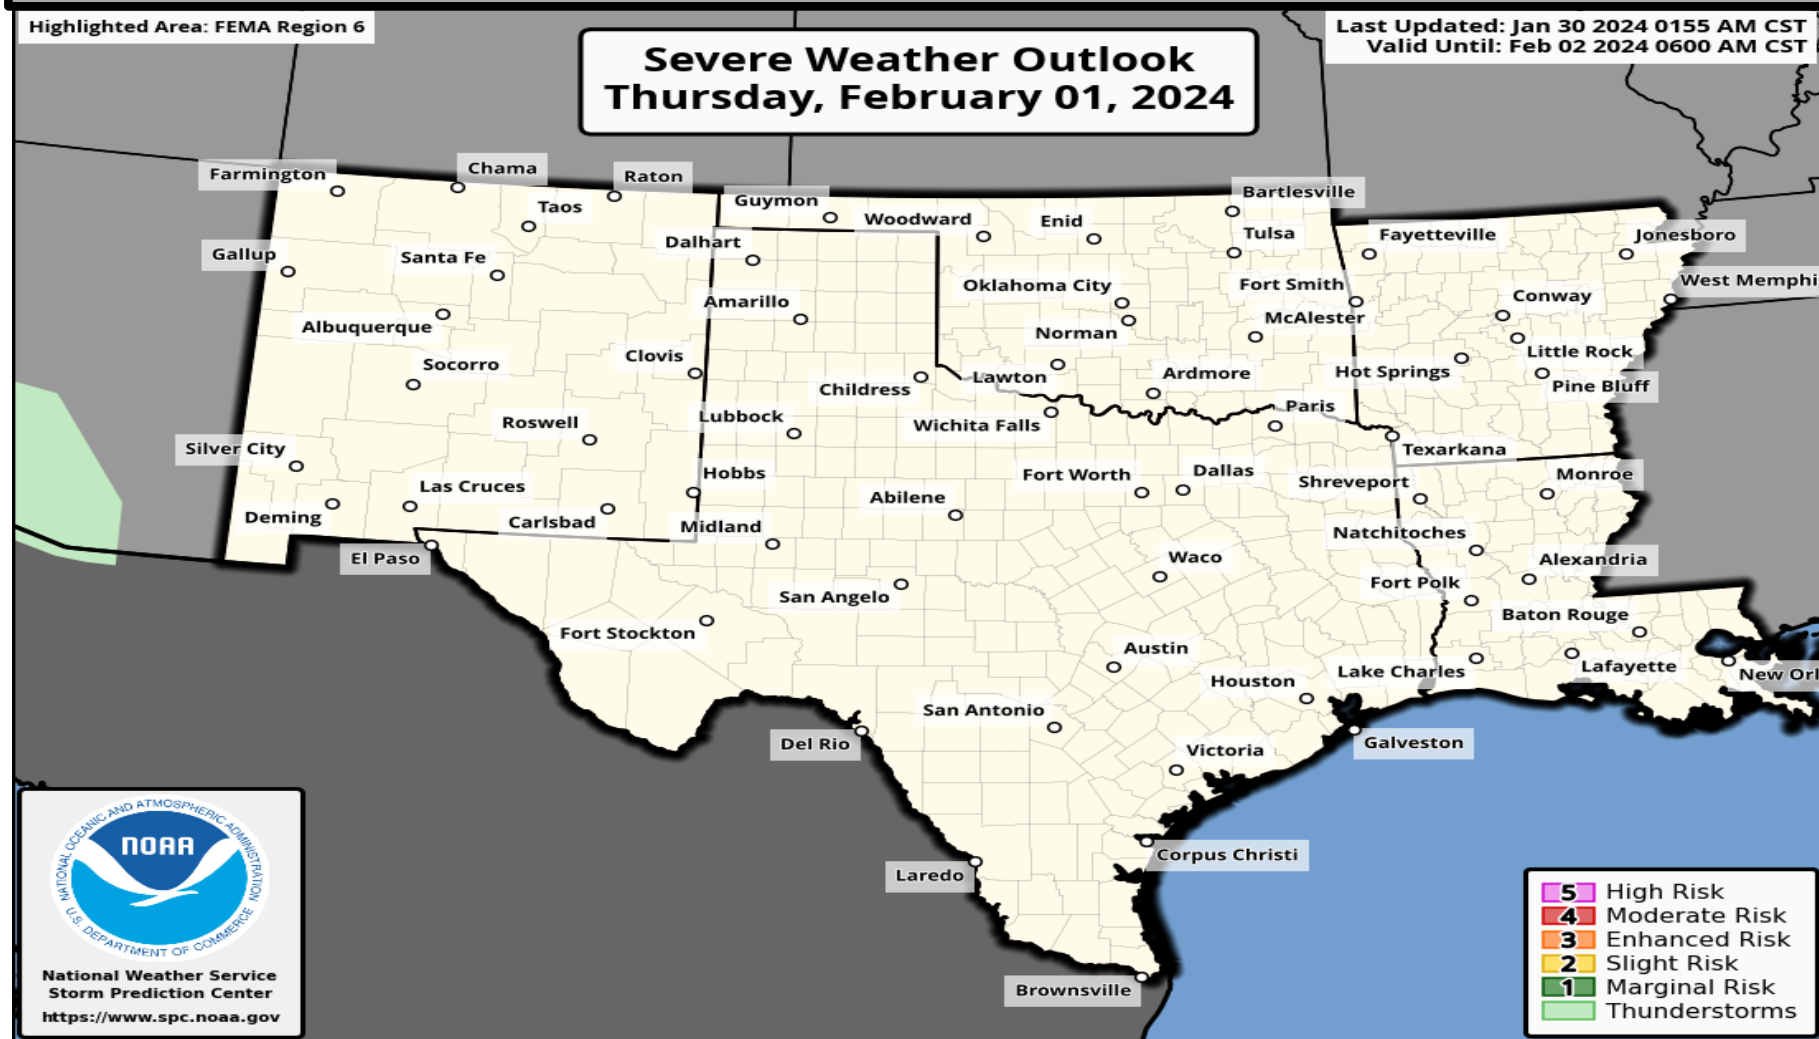 Highlighted Area: FEMA Region 6
Last Updated: Jan 30 2024 0155 AM CST
Valid Until: Feb 02 2024 0600 AM CST
Severe Weather Outlook
Thursday, February 01, 2024
Farmington
Chama
Raton
Taos
Guymon
Woodward
Enid
Bartlesville
Tulsa
Fayetteville
Jonesboro
Gallup
Santa Fe
Dalhart
Oklahoma City
Fort Smith
Conway
West Memphi
Albuquerque
Amarillo
Norman
McAlester
Little Rock
Socorro
Clovis
Childress
Lawton
Ardmore
Hot Springs
Pine Bluff
Roswell
Lubbock
Wichita Falls
Paris
Texarkana
Silver City
Las Cruces
Hobbs
Abilene
Fort Worth
Dallas
Shreveport
Monroe
Deming
Carlsbad
Midland
Natchitoches
Alexandria
El Paso
San Angelo
Waco
Fort Polk
Baton Rouge
Fort Stockton
Austin
Lake Charles
Lafayette
New Orl
Houston
San Antonio
Del Rio
Victoria
Galveston
Corpus Christi
Laredo
Brownsville
NATIONAL OCEANIC AND ATMOSPHERIC ADMINISTRATION
NOAA
U.S. DEPARTMENT OF COMMERCE
National Weather Service
Storm Prediction Center
https://www.spc.noaa.gov
5 High Risk
4 Moderate Risk
3 Enhanced Risk
2 Slight Risk
1 Marginal Risk
Thunderstorms